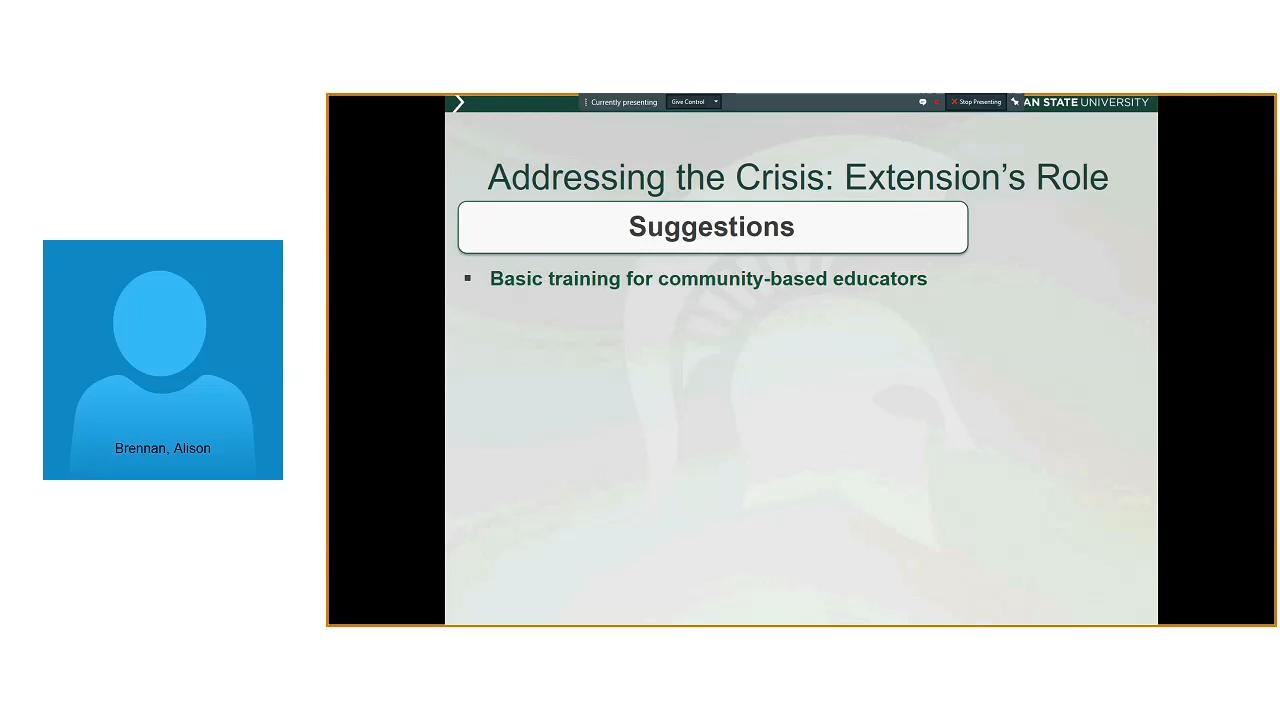 Currently presenting Give Control Stop Presenting AN STATE UNIVERSITY
Addressing the Crisis: Extension’s Role
Suggestions
▪ Basic training for community-based educators
Brennan, Alison